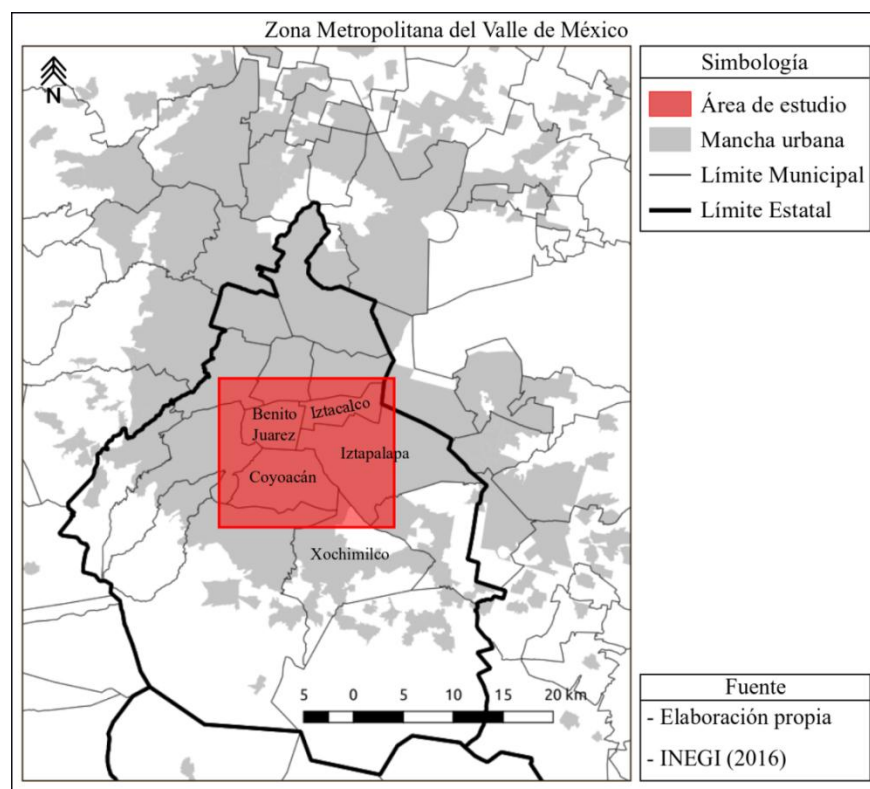 Zona Metropolitana del Valle de México
N
Simbología
Área de estudio
Mancha urbana
Límite Municipal
Límite Estatal
Benito
Juarez
Iztacalco
Iztapalapa
Coyoacán
Xochimilco
5 0 5 10 15 20 km
Fuente
- Elaboración propia
- INEGI (2016)